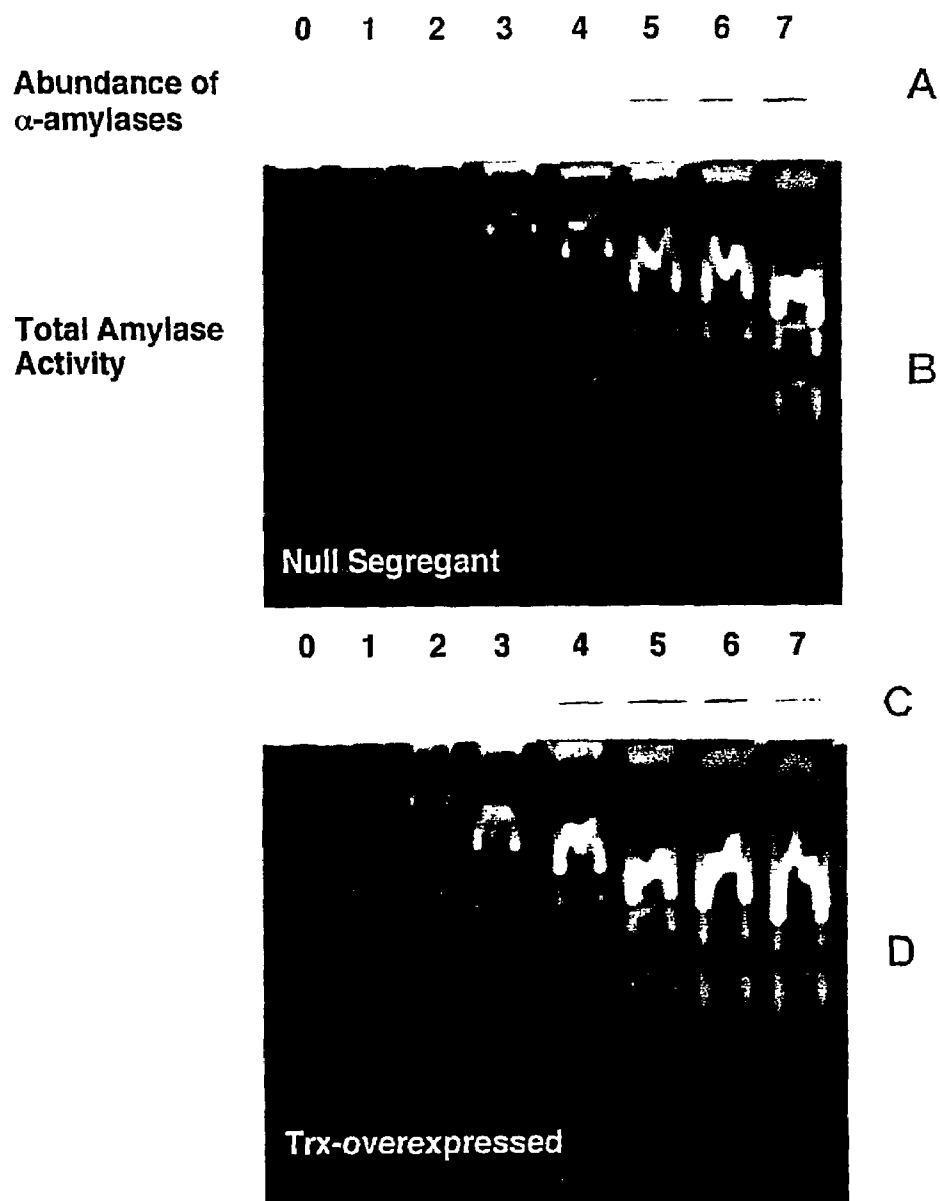 0 1 2 3 4 5 6 7
Abundance of
α-amylases
A
Total Amylase
Activity
B
Null Segregant
0 1 2 3 4 5 6 7
C
D
Trx-overexpressed